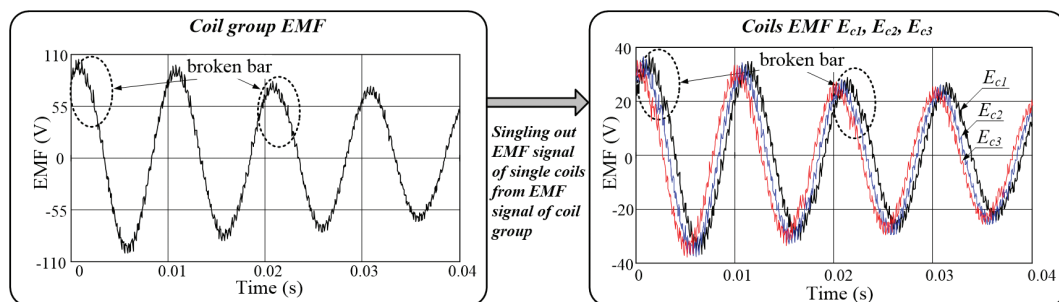 Coil group EMF
110
55
0
-55
-110
EMF (V)
broken bar
0
0.01
0.02
0.03
0.04
Time (s)
Singling out
EMF signal
of single coils
from EMF
signal of coil
group
Coils EMF Ec1, Ec2, Ec3
40
20
0
-20
-40
EMF (V)
broken bar
Ec1
Ec2
Ec3
0
0.01
0.02
0.03
0.04
Time (s)